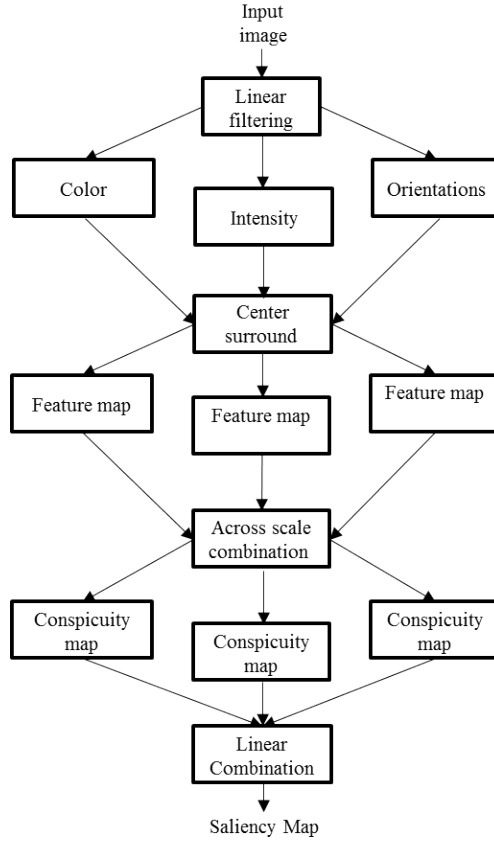 Input
image
Linear
filtering
Color
Intensity
Orientations
Center
surround
Feature map
Feature map
Feature map
Across scale
combination
Conspicuity
map
Conspicuity
map
Conspicuity
map
Linear
Combination
Saliency Map